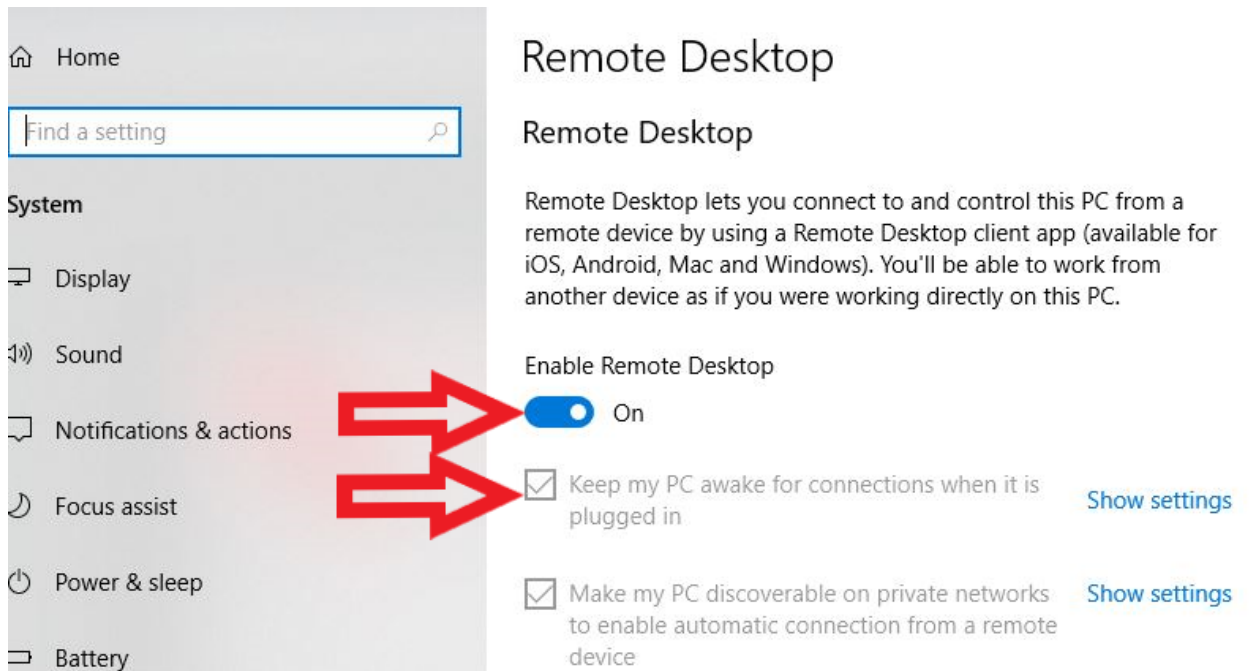 Home
Find a setting
System
Display
Sound
Notifications & actions
Focus assist
Power & sleep
Battery
Remote Desktop
Remote Desktop
Remote Desktop lets you connect to and control this PC from a
remote device by using a Remote Desktop client app (available for
iOS, Android, Mac and Windows). You'll be able to work from
another device as if you were working directly on this PC.
Enable Remote Desktop
On
Keep my PC awake for connections when it is
plugged in
Show settings
Make my PC discoverable on private networks
to enable automatic connection from a remote
device
Show settings